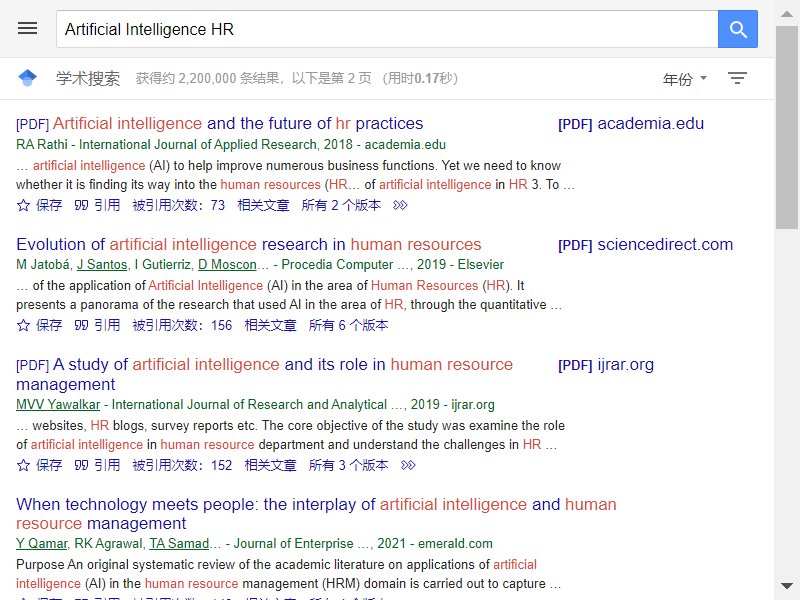 Artificial Intelligence HR
学术搜索 获得约 2,200,000 条结果，以下是第 2 页 （用时0.17秒） 年份
[PDF] Artificial intelligence and the future of hr practices [PDF] academia.edu
RA Rathi - International Journal of Applied Research, 2018 - academia.edu
… artificial intelligence (AI) to help improve numerous business functions. Yet we need to know
whether it is finding its way into the human resources (HR… of artificial intelligence in HR 3. To …
保存 引用 被引用次数：73 相关文章 所有 2 个版本
Evolution of artificial intelligence research in human resources [PDF] sciencedirect.com
M Jatobá, J Santos, I Gutierriz, D Moscon… - Procedia Computer …, 2019 - Elsevier
… of the application of Artificial Intelligence (AI) in the area of Human Resources (HR). It
presents a panorama of the research that used AI in the area of HR, through the quantitative …
保存 引用 被引用次数：156 相关文章 所有 6 个版本
[PDF] A study of artificial intelligence and its role in human resource [PDF] ijrar.org
management
MVV Yawalkar - International Journal of Research and Analytical …, 2019 - ijrar.org
… websites, HR blogs, survey reports etc. The core objective of the study was examine the role
of artificial intelligence in human resource department and understand the challenges in HR …
保存 引用 被引用次数：152 相关文章 所有 3 个版本
When technology meets people: the interplay of artificial intelligence and human
resource management
Y Qamar, RK Agrawal, TA Samad… - Journal of Enterprise …, 2021 - emerald.com
Purpose An original systematic review of the academic literature on applications of artificial
intelligence (AI) in the human resource management (HRM) domain is carried out to capture …